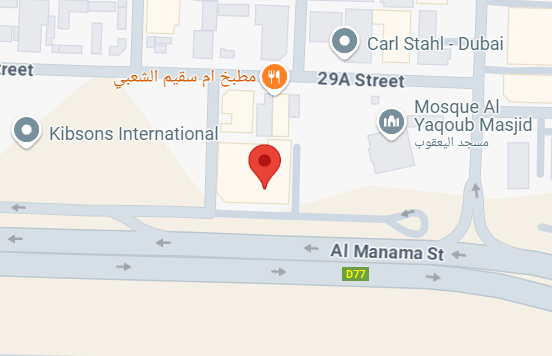 Carl Stahl - Dubai
reet
مطبخ ام سقيم الشعبي
29A Street
Mosque Al
Yaqoub Masjid
مسجد اليعقوب
Kibsons International
Al Manama St
D77